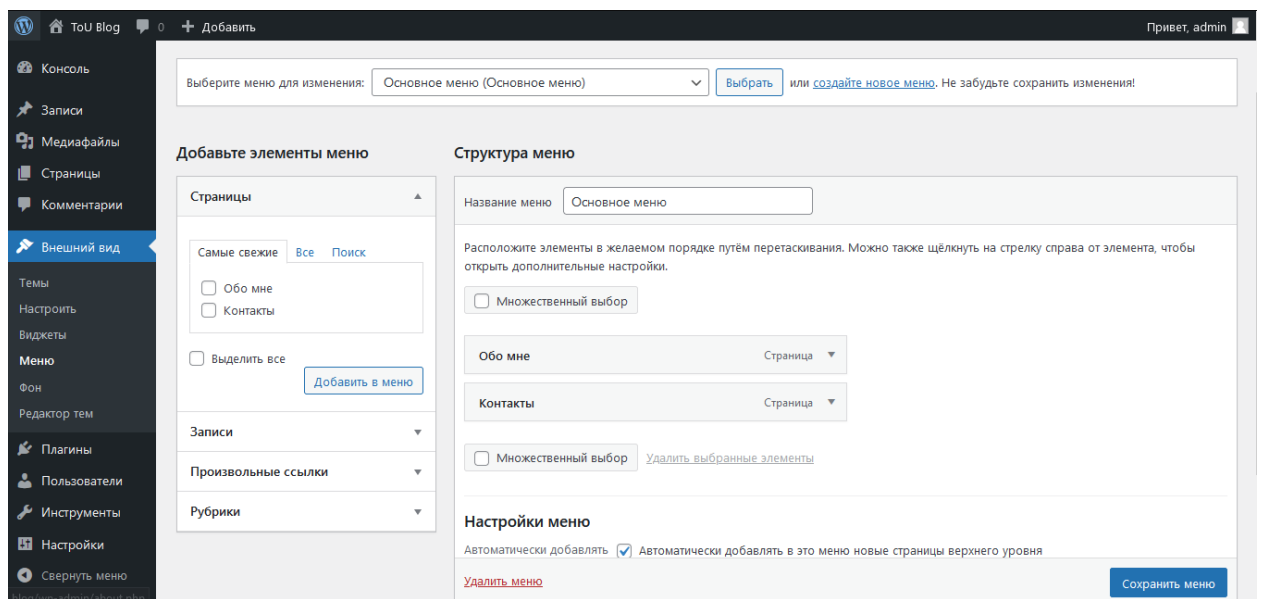 ToU Blog 0 Добавить Привет, admin
Консоль
Записи
Медиафайлы
Страницы
Комментарии
Внешний вид
Темы
Настроить
Виджеты
Меню
Фон
Редактор тем
Плагины
Пользователи
Инструменты
Настройки
Свернуть меню
blog/wp-admin/about.php
Выберите меню для изменения: Основное меню (Основное меню) Выбрать или создайте новое меню. Не забудьте сохранить изменения!
Добавьте элементы меню
Страницы
Самые свежие Все Поиск
Обо мне
Контакты
Выделить все
Добавить в меню
Записи
Произвольные ссылки
Рубрики
Структура меню
Название меню Основное меню
Расположите элементы в желаемом порядке путём перетаскивания. Можно также щёлкнуть на стрелку справа от элемента, чтобы
открыть дополнительные настройки.
Множественный выбор
Обо мне Страница
Контакты Страница
Множественный выбор Удалить выбранные элементы
Настройки меню
Автоматически добавлять Автоматически добавлять в это меню новые страницы верхнего уровня
Удалить меню Сохранить меню